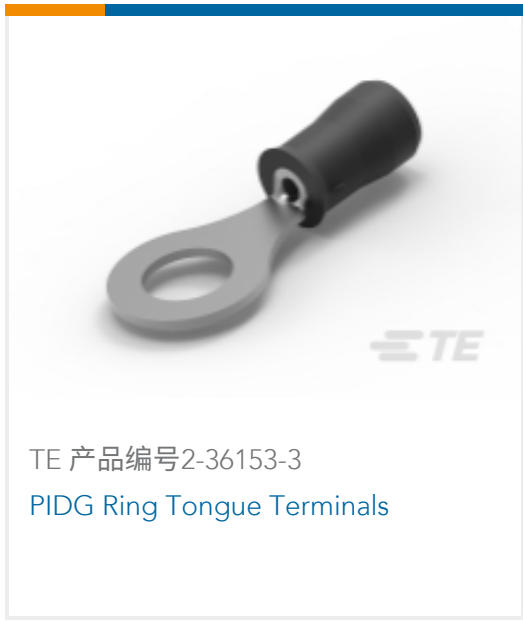 TE
TE 产品编号2-36153-3
PIDG Ring Tongue Terminals